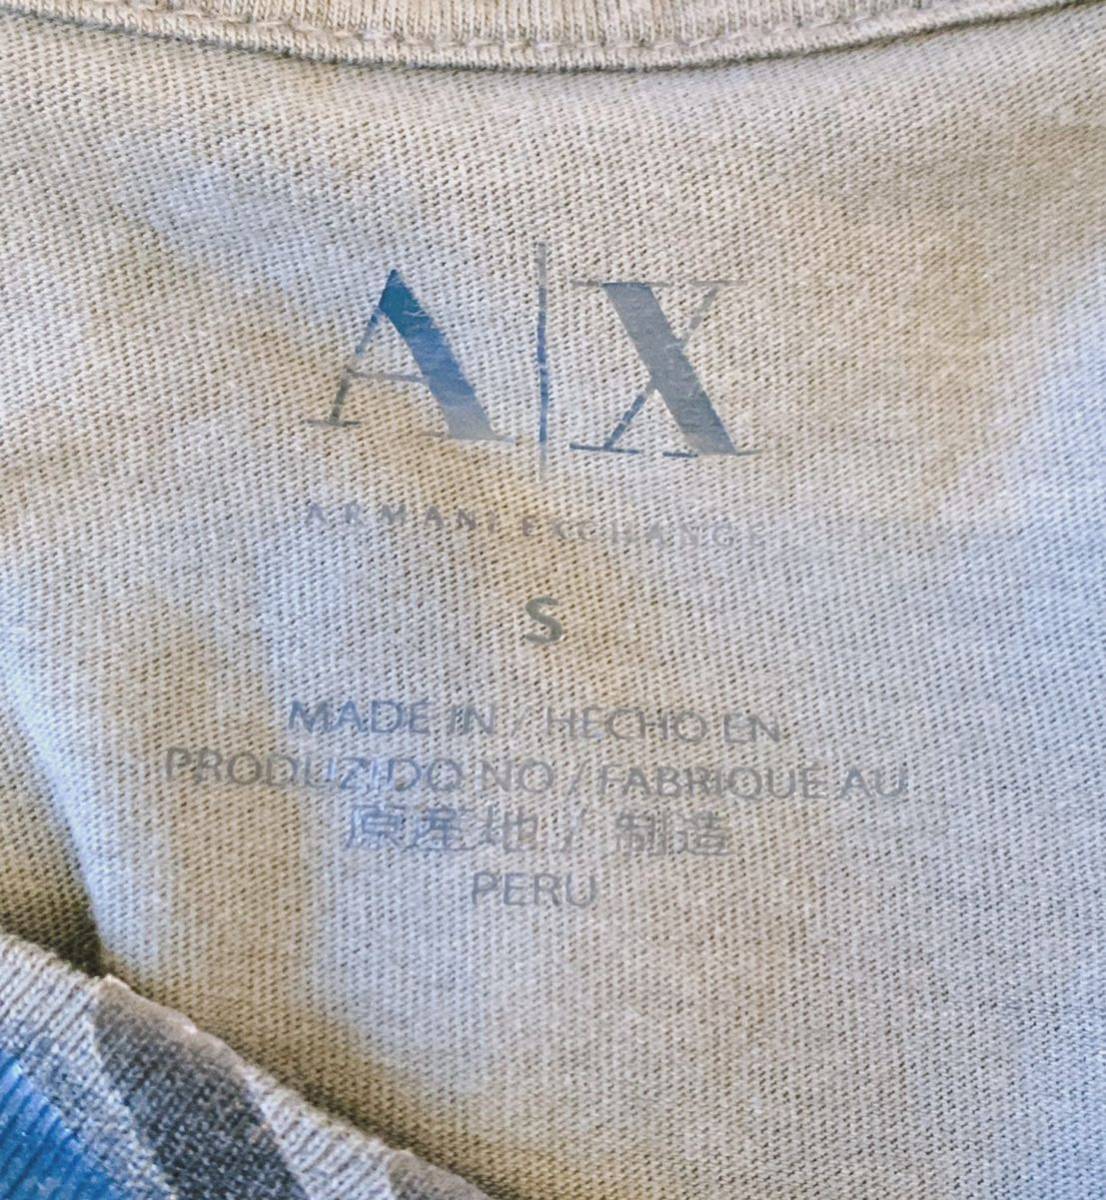 A|X
ARMANI EXCHANGE
S
MADE IN / HECHO EN
PRODUZIDO NO / FABRIQUE AU
原産地 / 制造
PERU